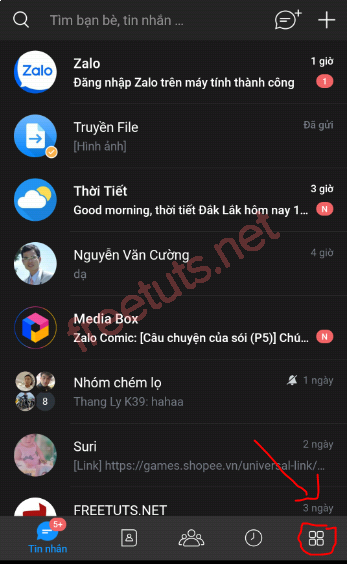 Tìm bạn bè, tin nhắn ...
Zalo
Zalo
1 giờ
Đăng nhập Zalo trên máy tính thành công
1
Truyền File
Đã gửi
[Hình ảnh]
Thời Tiết
3 giờ
Good morning, thời tiết Đắk Lắk hôm nay 1...
N
Nguyễn Văn Cường
4 giờ
dạ
Media Box
Zalo Comic: [Câu chuyện của sói (P5)] Chú...
N
Nhóm chém lọ
1 ngày
8
Thang Ly K39: hahaa
Suri
2 ngày
[Link] https://games.shopee.vn/universal-link/...
FREETUTS.NET
3 ngày
5+
Tin nhắn
freetuts.net